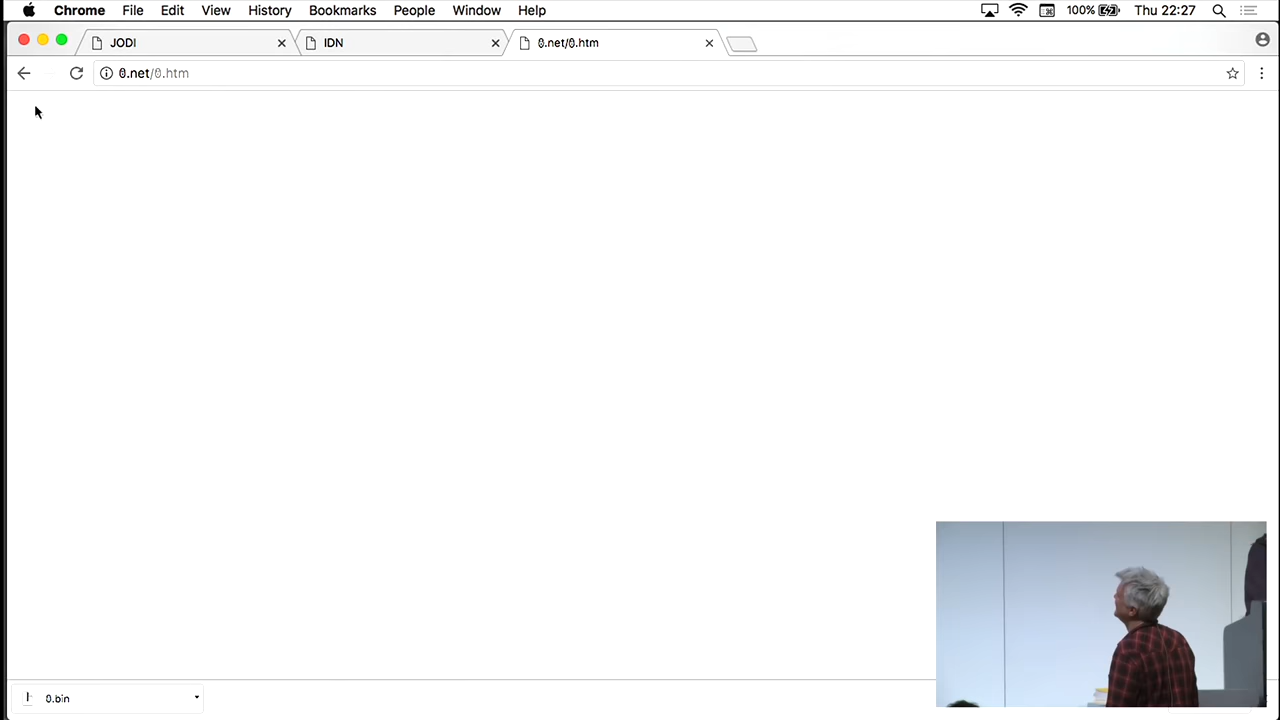 Chrome File Edit View History Bookmarks People Window Help 100% Thu 22:27
JODI IDN 0.net/0.htm
0.net/0.htm
0.bin